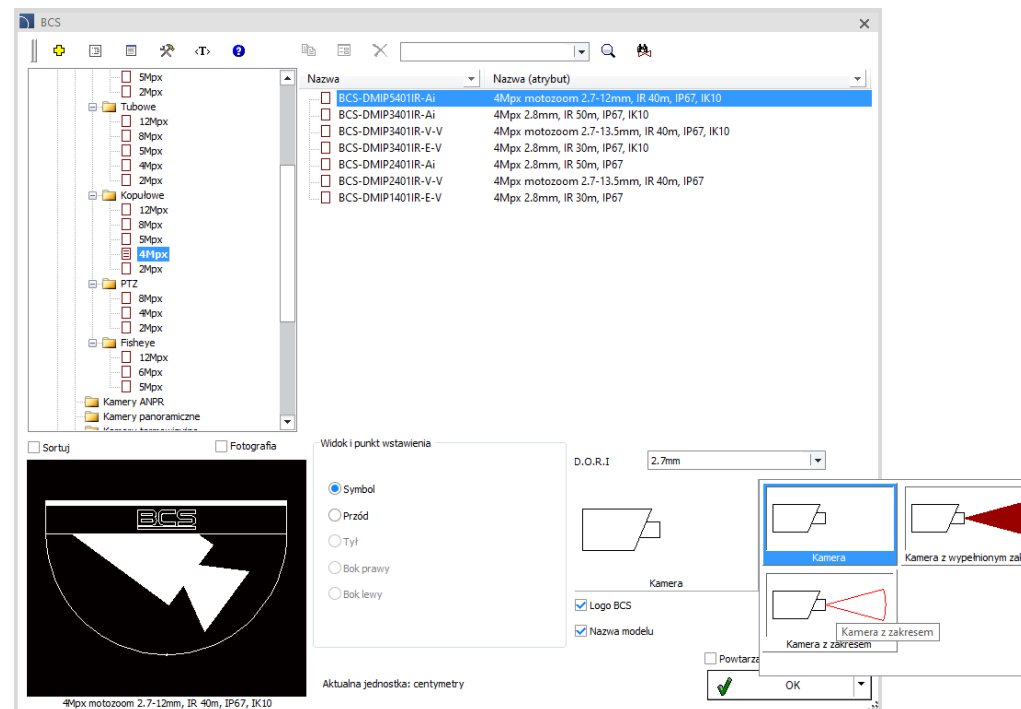 BCS
<T>
?
5Mpx
2Mpx
Tubowe
12Mpx
8Mpx
5Mpx
4Mpx
2Mpx
Kopułowe
12Mpx
8Mpx
5Mpx
4Mpx
2Mpx
PTZ
8Mpx
4Mpx
2Mpx
Fisheye
12Mpx
6Mpx
5Mpx
Kamery ANPR
Kamery panoramiczne
Nazwa Nazwa (atrybut)
BCS-DMIP5401IR-Ai 4Mpx motozoom 2.7-12mm, IR 40m, IP67, IK10
BCS-DMIP3401IR-Ai 4Mpx 2.8mm, IR 50m, IP67, IK10
BCS-DMIP3401IR-V-V 4Mpx motozoom 2.7-13.5mm, IR 40m, IP67, IK10
BCS-DMIP3401IR-E-V 4Mpx 2.8mm, IR 30m, IP67, IK10
BCS-DMIP2401IR-Ai 4Mpx 2.8mm, IR 50m, IP67
BCS-DMIP2401IR-V-V 4Mpx motozoom 2.7-13.5mm, IR 40m, IP67
BCS-DMIP1401IR-E-V 4Mpx 2.8mm, IR 30m, IP67
Sortuj Fotografia
BCS
4Mpx motozoom 2.7-12mm, IR 40m, IP67, IK10
Widok i punkt wstawienia
Symbol
Przód
Tył
Bok prawy
Bok lewy
Aktualna jednostka: centymetry
D.O.R.I 2.7mm
Kamera
Logo BCS
Nazwa modelu
Powtarza
OK
Kamera
Kamera z wypełnionym zak
Kamera z zakresem
Kamera z zakresem